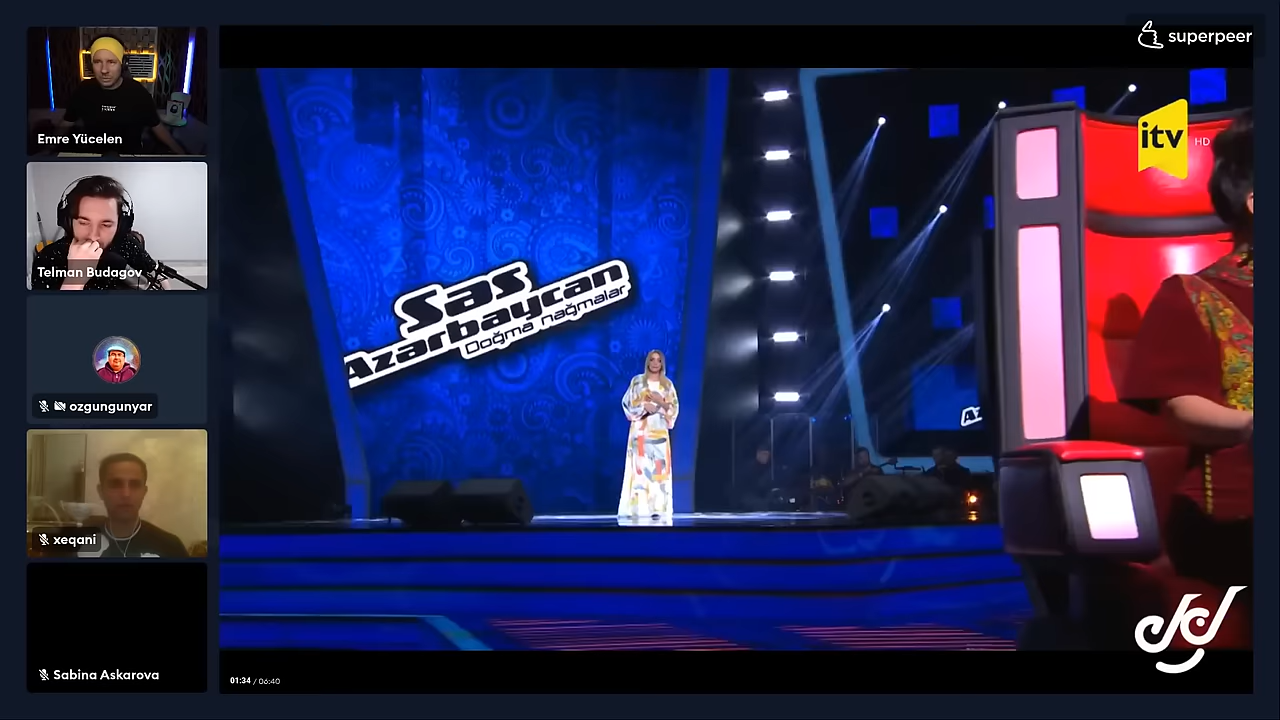 superpeer
Emre Yücelen
Telman Budagov
ozgungunyar
xeqani
Sabina Askarova
itv
HD
Səs
Azərbaycan
Doğma nəğmələr
Az
01:34 / 06:40